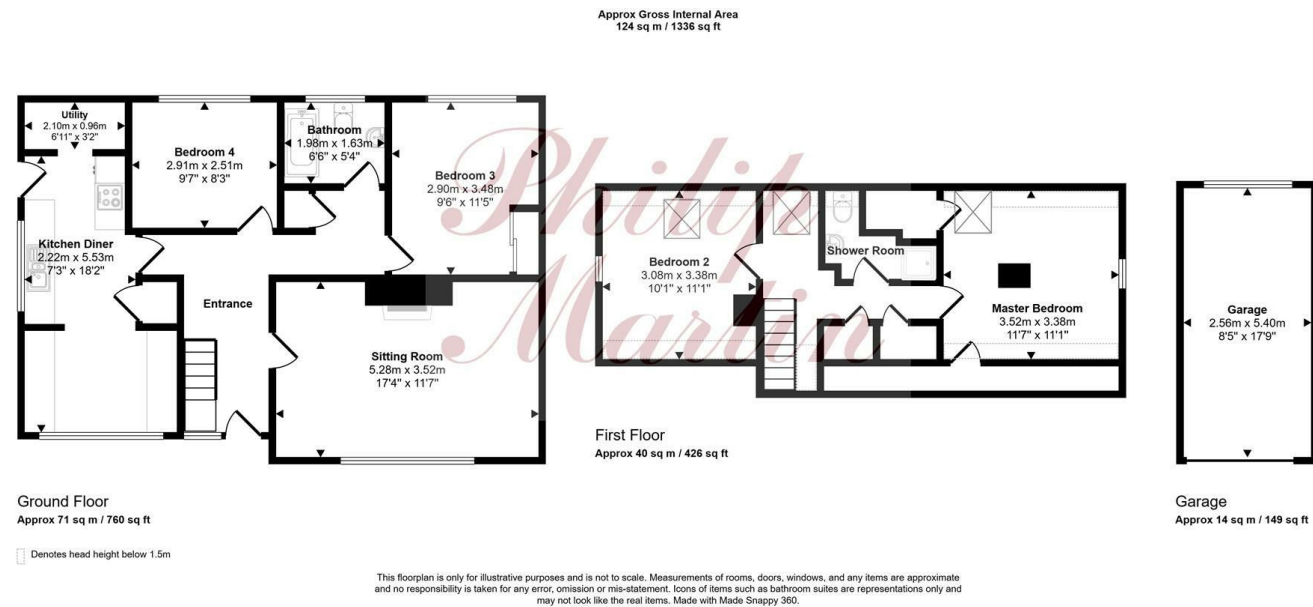 Approx Gross Internal Area
124 sq m / 1336 sq ft
Utility
2.10m x 0.96m
6'11" x 3'2"
Bedroom 4
2.91m x 2.51m
9'7" x 8'3"
Bathroom
1.98m x 1.63m
6'6" x 5'4"
Bedroom 3
2.90m x 3.48m
9'6" x 11'5"
Kitchen Diner
2.22m x 5.53m
7'3" x 18'2"
Entrance
Sitting Room
5.28m x 3.52m
17'4" x 11'7"
Philip
Martin
Bedroom 2
3.08m x 3.38m
10'1" x 11'1"
Shower Room
Master Bedroom
3.52m x 3.38m
11'7" x 11'1"
Garage
2.56m x 5.40m
8'5" x 17'9"
First Floor
Approx 40 sq m / 426 sq ft
Ground Floor
Approx 71 sq m / 760 sq ft
Garage
Approx 14 sq m / 149 sq ft
Denotes head height below 1.5m
This floorplan is only for illustrative purposes and is not to scale. Measurements of rooms, doors, windows, and any items are approximate
and no responsibility is taken for any error, omission or mis-statement. Icons of items such as bathroom suites are representations only and
may not look like the real items. Made with Made Snappy 360.